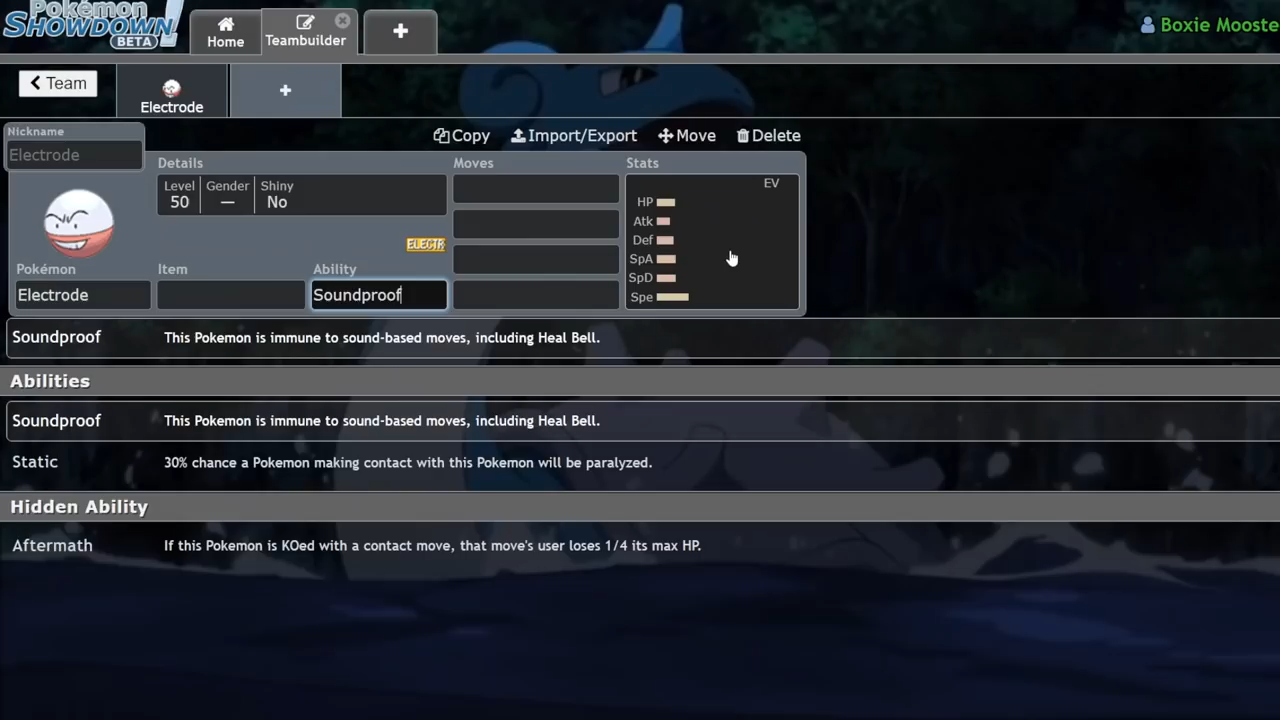 Pokémon
SHOWDOWN!
BETA
Home
Teambuilder
Boxie Mooste
Team
Electrode
Nickname
Electrode
Copy
Import/Export
Move
Delete
Details
Moves
Stats
Level
Gender
Shiny
50
—
No
EV
HP
Atk
Def
SpA
SpD
Spe
ELECTR
Pokémon
Item
Ability
Electrode
Soundproof
Soundproof This Pokemon is immune to sound-based moves, including Heal Bell.
Abilities
Soundproof This Pokemon is immune to sound-based moves, including Heal Bell.
Static 30% chance a Pokemon making contact with this Pokemon will be paralyzed.
Hidden Ability
Aftermath If this Pokemon is KOed with a contact move, that move's user loses 1/4 its max HP.